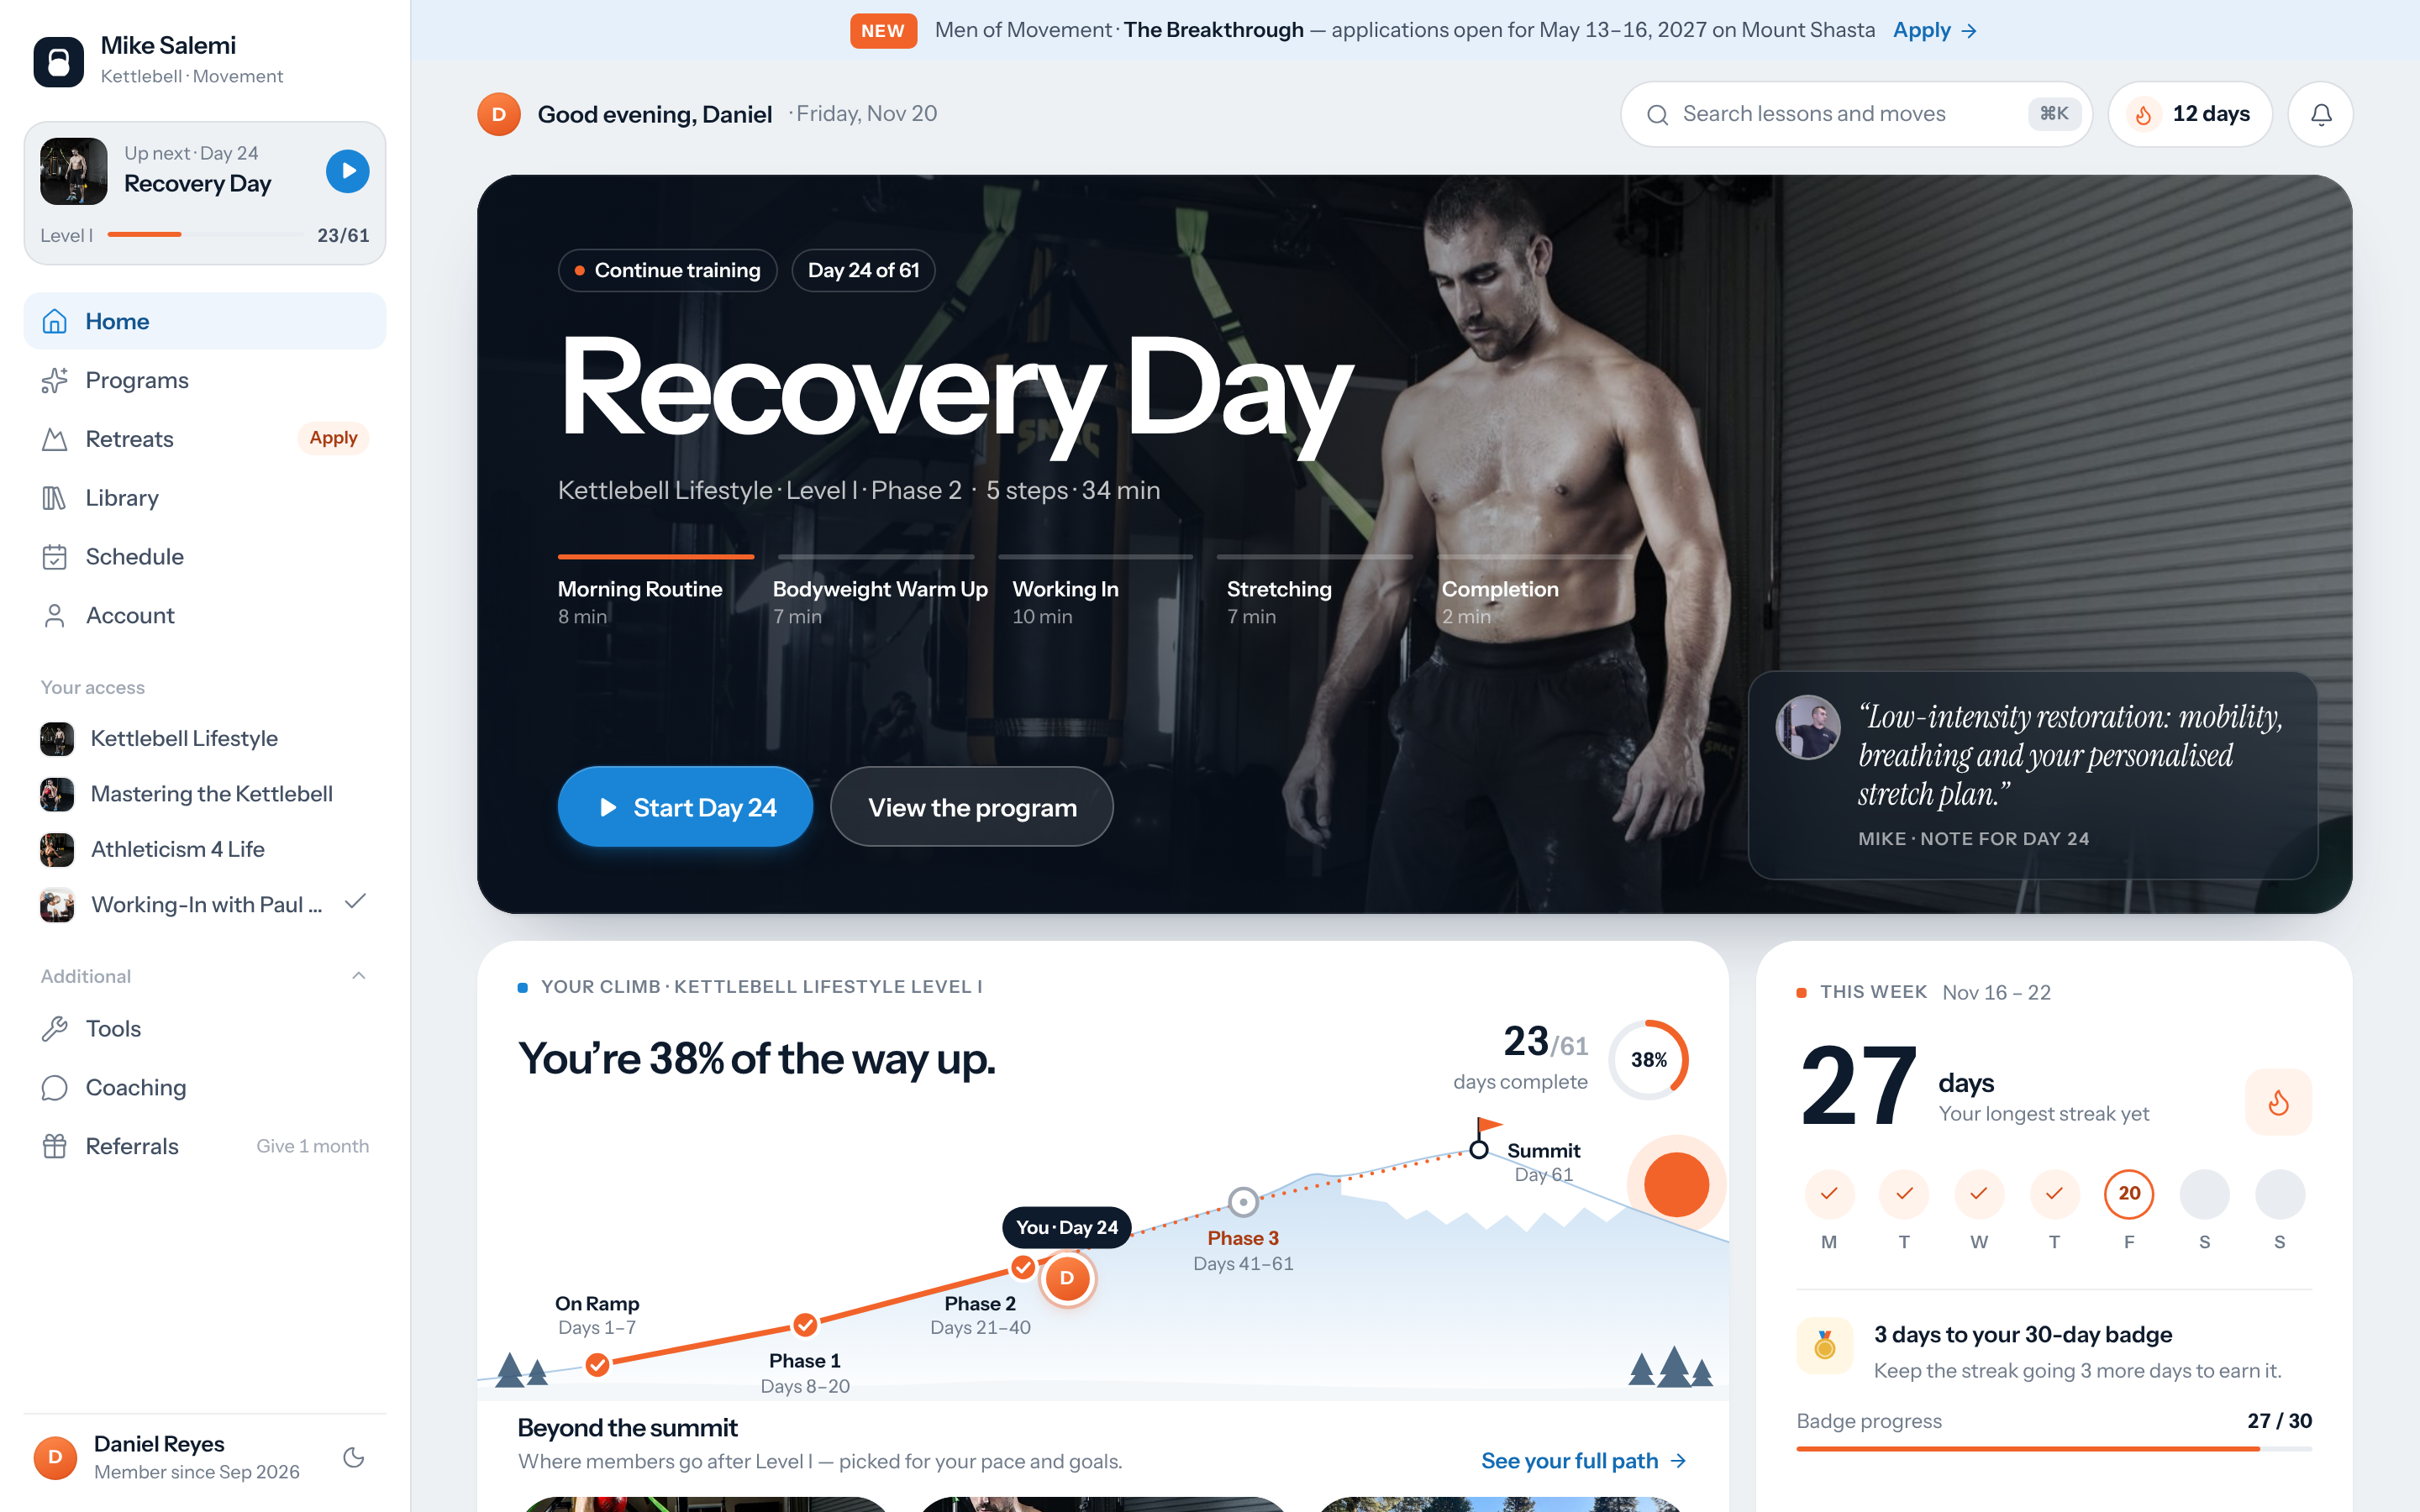 Mike Salemi
Kettlebell · Movement
Up next · Day 24
Recovery Day
Level I
23/61
Home
Programs
Retreats
Apply
Library
Schedule
Account
Your access
Kettlebell Lifestyle
Mastering the Kettlebell
Athleticism 4 Life
Working-In with Paul ...
Additional
Tools
Coaching
Referrals
Give 1 month
D
Daniel Reyes
Member since Sep 2026
NEW Men of Movement · The Breakthrough — applications open for May 13–16, 2027 on Mount Shasta Apply →
D
Good evening, Daniel · Friday, Nov 20
Search lessons and moves
⌘K
12 days
Continue training
Day 24 of 61
Recovery Day
SNAC
Kettlebell Lifestyle · Level I · Phase 2 · 5 steps · 34 min
Morning Routine
8 min
Bodyweight Warm Up
7 min
Working In
10 min
Stretching
7 min
Completion
2 min
Start Day 24
View the program
“Low-intensity restoration: mobility,
breathing and your personalised
stretch plan.”
MIKE · NOTE FOR DAY 24
YOUR CLIMB · KETTLEBELL LIFESTYLE LEVEL I
You’re 38% of the way up.
23/61
days complete
38%
Summit
Day 61
You · Day 24
D
Phase 3
Days 41–61
On Ramp
Days 1–7
Phase 2
Days 21–40
Phase 1
Days 8–20
Beyond the summit
Where members go after Level I — picked for your pace and goals.
See your full path →
THIS WEEK Nov 16 – 22
27
days
Your longest streak yet
20
M T W T F S S
3 days to your 30-day badge
Keep the streak going 3 more days to earn it.
Badge progress
27 / 30